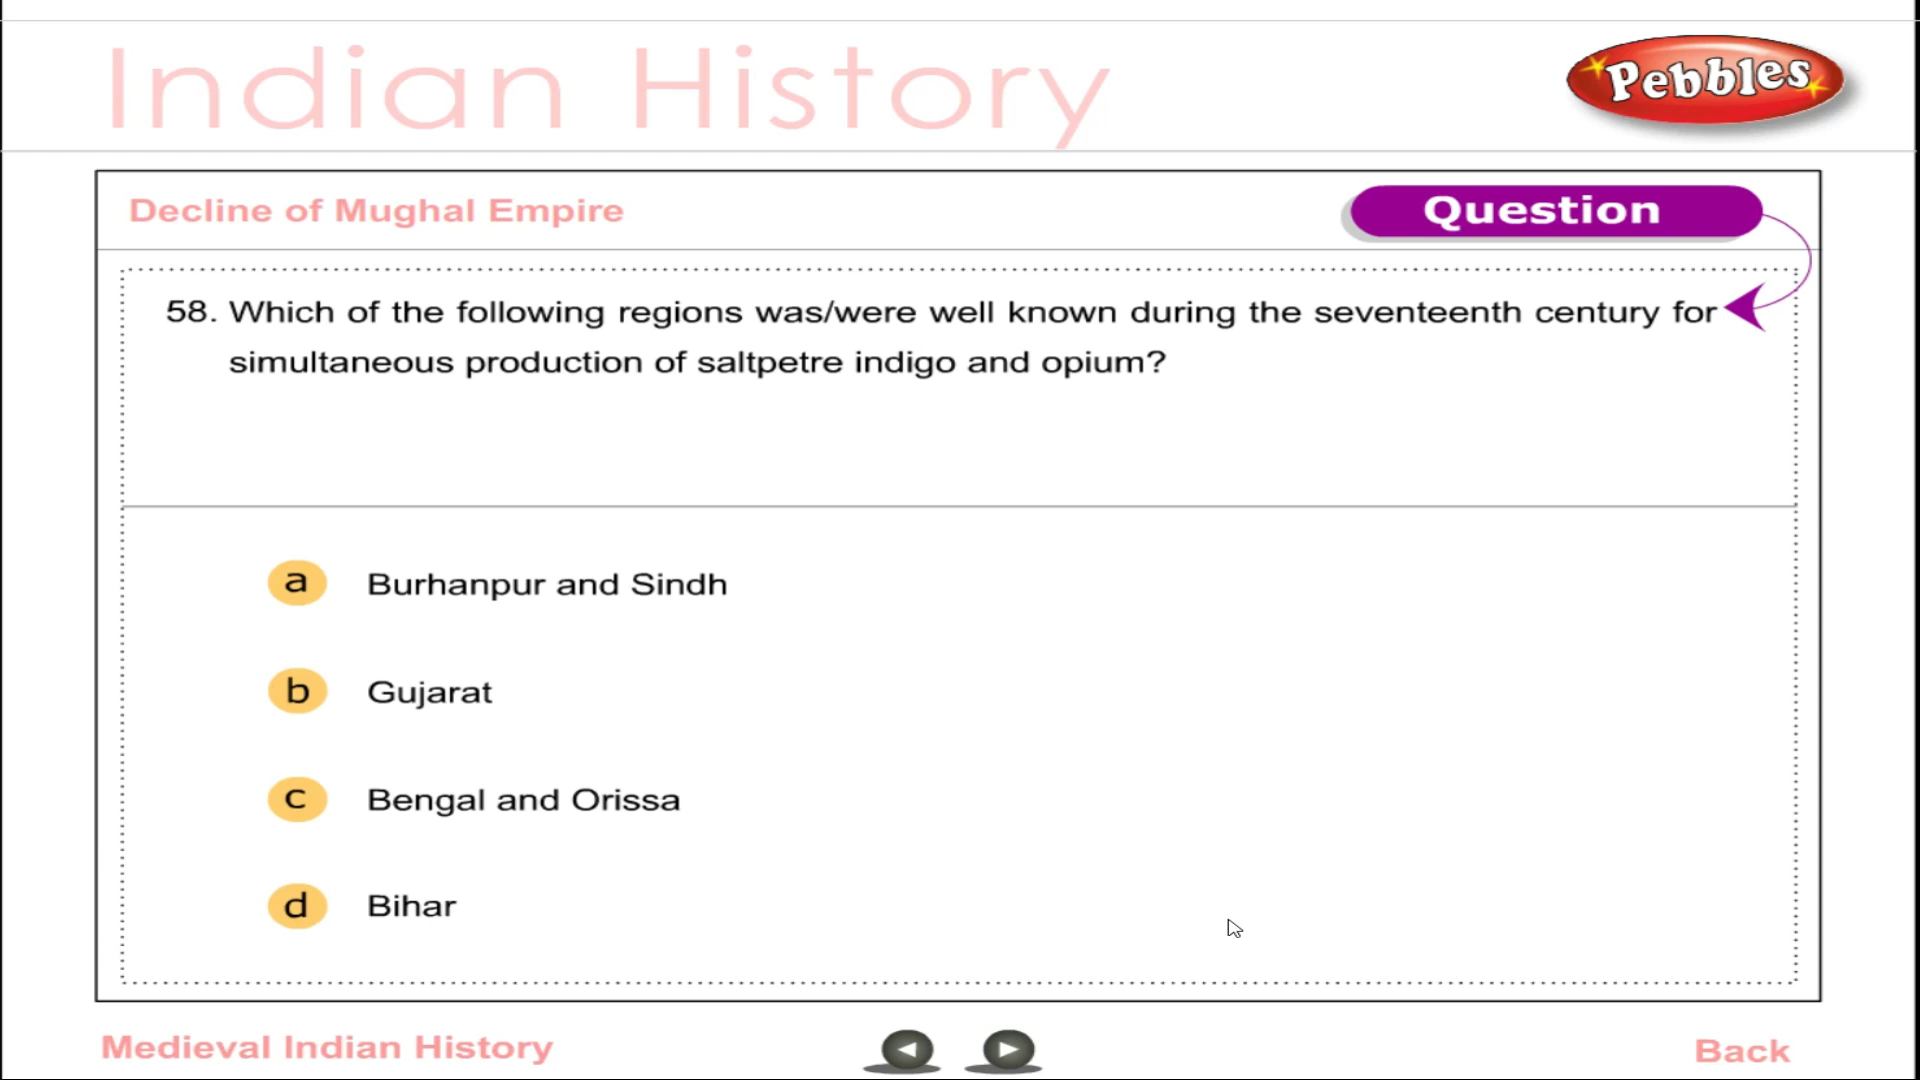 Indian History
Pebbles
Decline of Mughal Empire
Question
58. Which of the following regions was/were well known during the seventeenth century for
simultaneous production of saltpetre indigo and opium?
a Burhanpur and Sindh
b Gujarat
c Bengal and Orissa
d Bihar
Medieval Indian History
Back